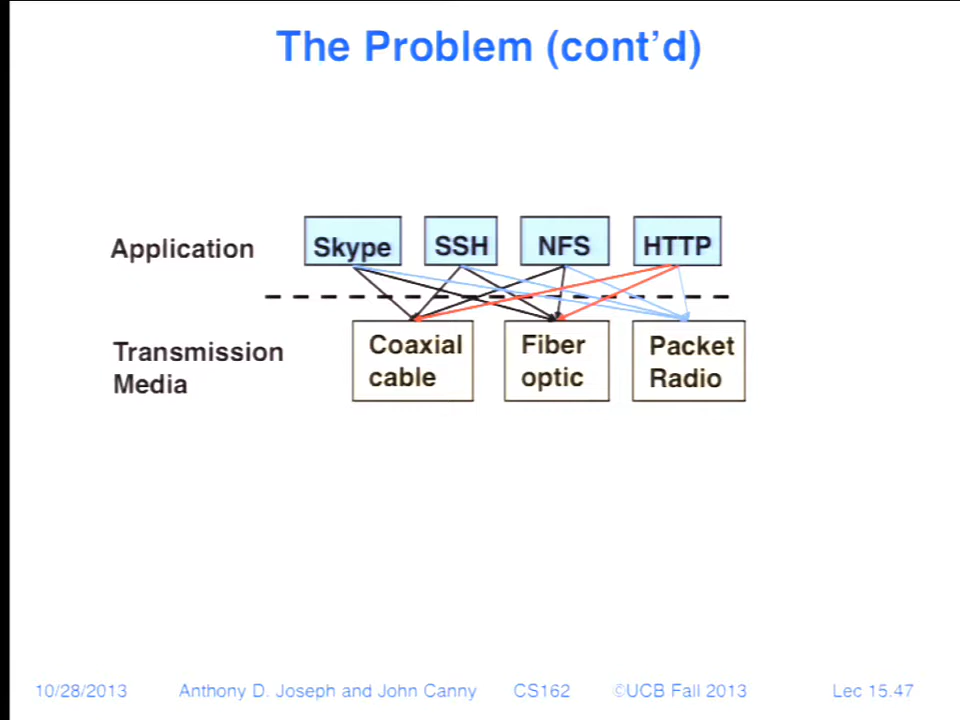 The Problem (cont'd)
Application
Skype
SSH
NFS
HTTP
Transmission
Media
Coaxial
cable
Fiber
optic
Packet
Radio
10/28/2013 Anthony D. Joseph and John Canny CS162 ©UCB Fall 2013 Lec 15.47